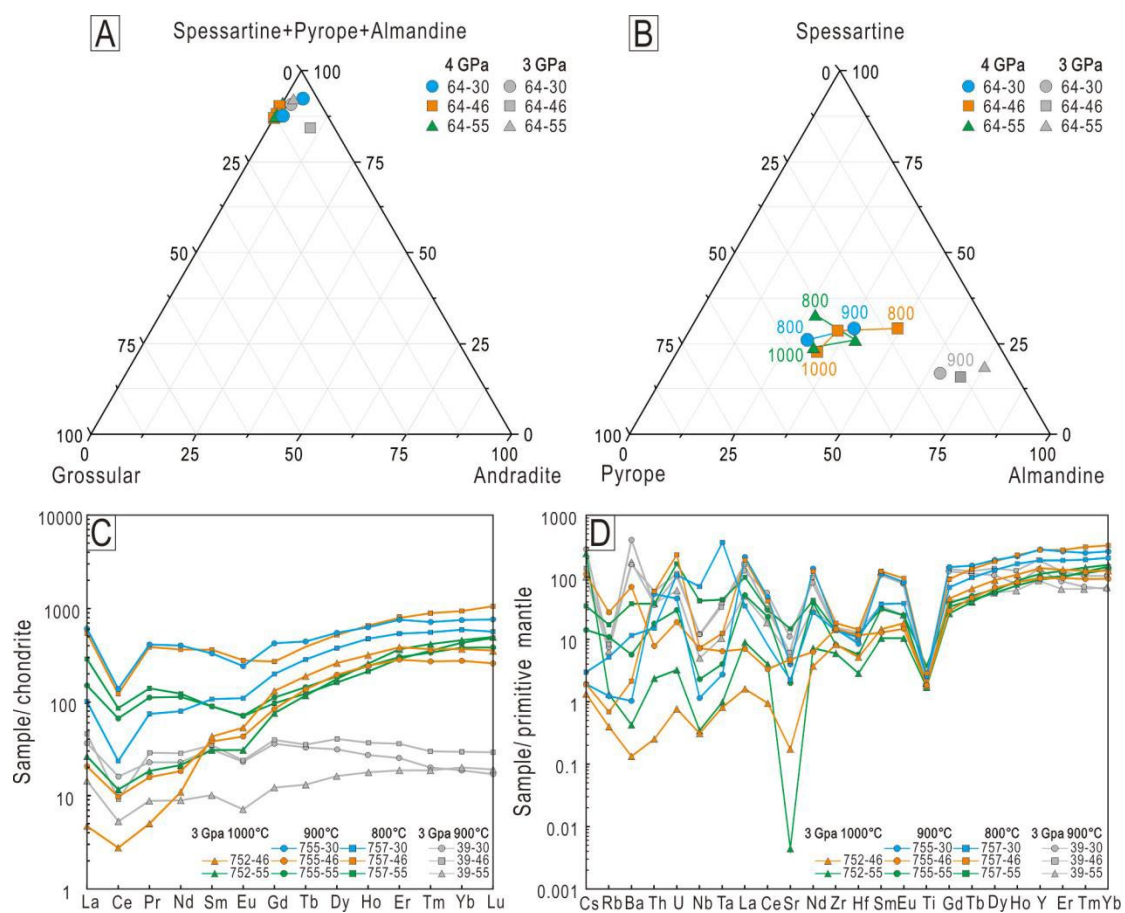 A
Spessartine+Pyrope+Almandine
0 100
4 GPa 3 GPa
64-30 64-30
64-46 64-46
64-55 64-55
25 75
50 50
75 25
100 0
0 25 50 75 100
Grossular Andradite
B
Spessartine
0 100
4 GPa 3 GPa
64-30 64-30
64-46 64-46
64-55 64-55
25 75
50 50
800
800 900 800
1000
1000
900
75 25
100 0
0 25 50 75 100
Pyrope Almandine
C
Sample/ chondrite
10000
1000
100
10
1
3 Gpa 1000°C 900°C 800°C 3 Gpa 900°C
755-30 757-30 39-30
752-46 755-46 757-46 39-46
752-55 755-55 757-55 39-55
La Ce Pr Nd Sm Eu Gd Tb Dy Ho Er Tm Yb Lu
D
Sample/ primitive mantle
1000
100
10
1
0.1
0.01
0.001
3 Gpa 1000°C 900°C 800°C 3 Gpa 900°C
755-30 757-30 39-30
752-46 755-46 757-46 39-46
752-55 755-55 757-55 39-55
Cs Rb Ba Th U Nb Ta La Ce Sr Nd Zr Hf Sm Eu Ti Gd Tb Dy Ho Y Er Tm Yb